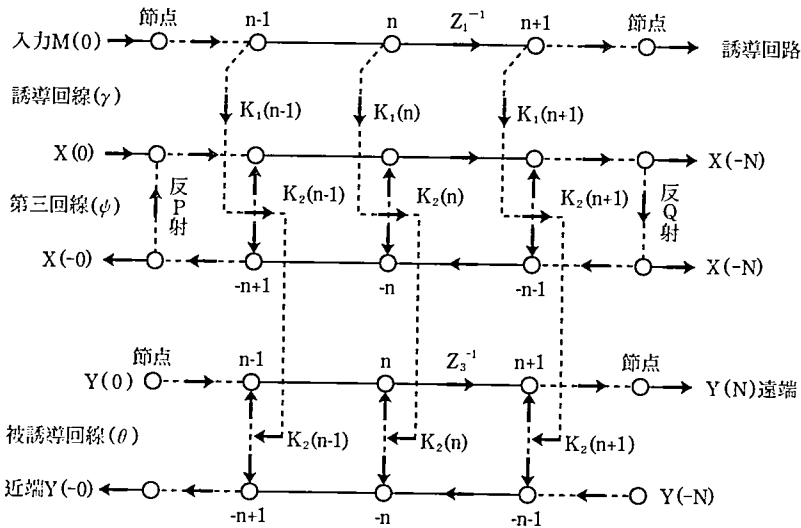 節点 n-1 n Z₁⁻¹ n+1 節点
入力M(0) 誘導回路
誘導回線(γ) K₁(n-1) K₁(n) K₁(n+1)
X(0) X(-N)
第三回線(ψ) 反P射 K₂(n-1) K₂(n) K₂(n+1) 反Q射
X(-0) X(-N)
-n+1 -n -n-1
節点 n-1 n Z₃⁻¹ n+1 節点
Y(0) Y(N)遠端
被誘導回線(θ) K₂(n-1) K₂(n) K₂(n+1)
近端Y(-0) Y(-N)
-n+1 -n -n-1